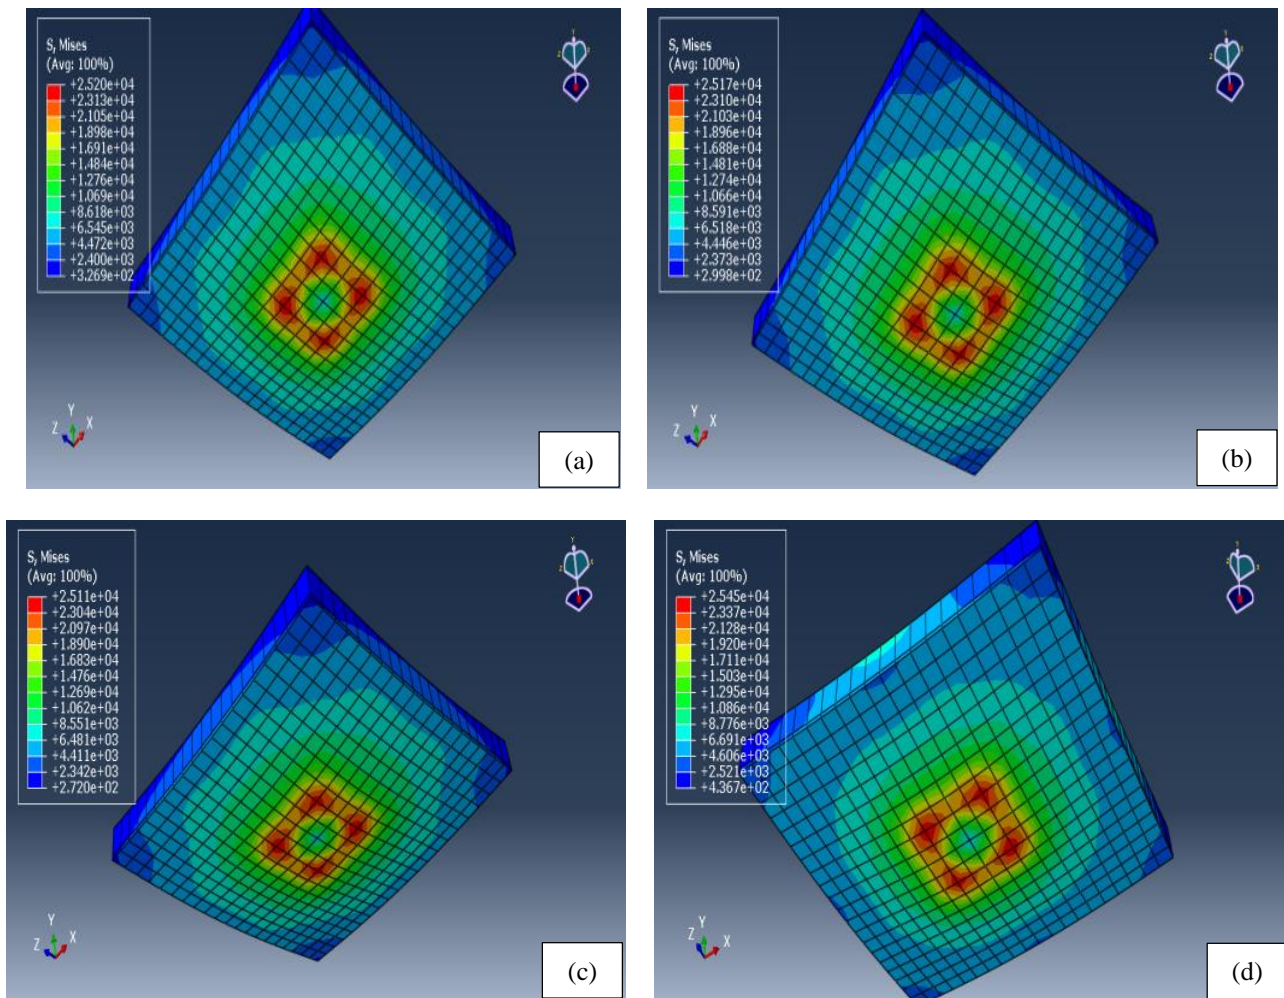 S, Mises
(Avg: 100%)
+2.520e+04
+2.313e+04
+2.105e+04
+1.898e+04
+1.691e+04
+1.484e+04
+1.276e+04
+1.069e+04
+8.618e+03
+6.545e+03
+4.472e+03
+2.400e+03
+3.269e+02
Y
Z X
(a)
S, Mises
(Avg: 100%)
+2.517e+04
+2.310e+04
+2.103e+04
+1.896e+04
+1.688e+04
+1.481e+04
+1.274e+04
+1.066e+04
+8.591e+03
+6.518e+03
+4.446e+03
+2.373e+03
+2.998e+02
Y
Z X
(b)
S, Mises
(Avg: 100%)
+2.511e+04
+2.304e+04
+2.097e+04
+1.890e+04
+1.683e+04
+1.476e+04
+1.269e+04
+1.062e+04
+8.551e+03
+6.481e+03
+4.411e+03
+2.342e+03
+2.720e+02
Y
Z X
(c)
S, Mises
(Avg: 100%)
+2.545e+04
+2.337e+04
+2.128e+04
+1.920e+04
+1.711e+04
+1.503e+04
+1.295e+04
+1.086e+04
+8.776e+03
+6.691e+03
+4.606e+03
+2.521e+03
+4.367e+02
Y
Z X
(d)